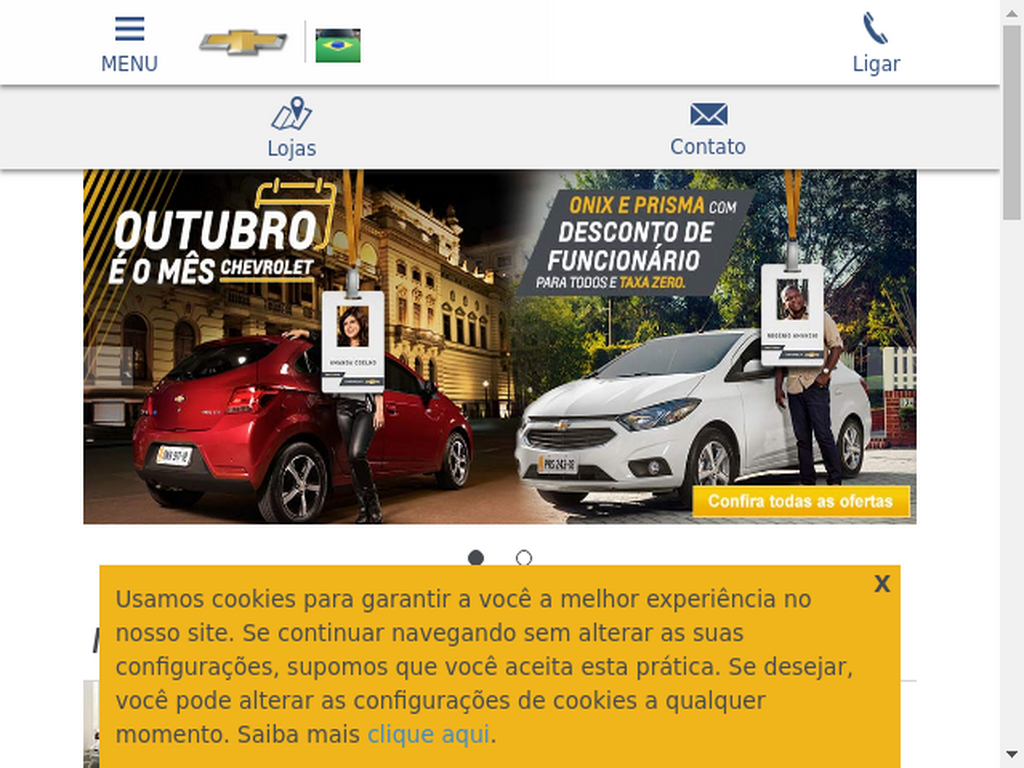 MENU
Ligar
Lojas
Contato
OUTUBRO
É O MÊS CHEVROLET
ONIX E PRISMA COM
DESCONTO DE
FUNCIONÁRIO
PARA TODOS E TAXA ZERO.
AMANDA COELHO
Confira todas as ofertas
X
Usamos cookies para garantir a você a melhor experiência no
nosso site. Se continuar navegando sem alterar as suas
configurações, supomos que você aceita esta prática. Se desejar,
você pode alterar as configurações de cookies a qualquer
momento. Saiba mais clique aqui.